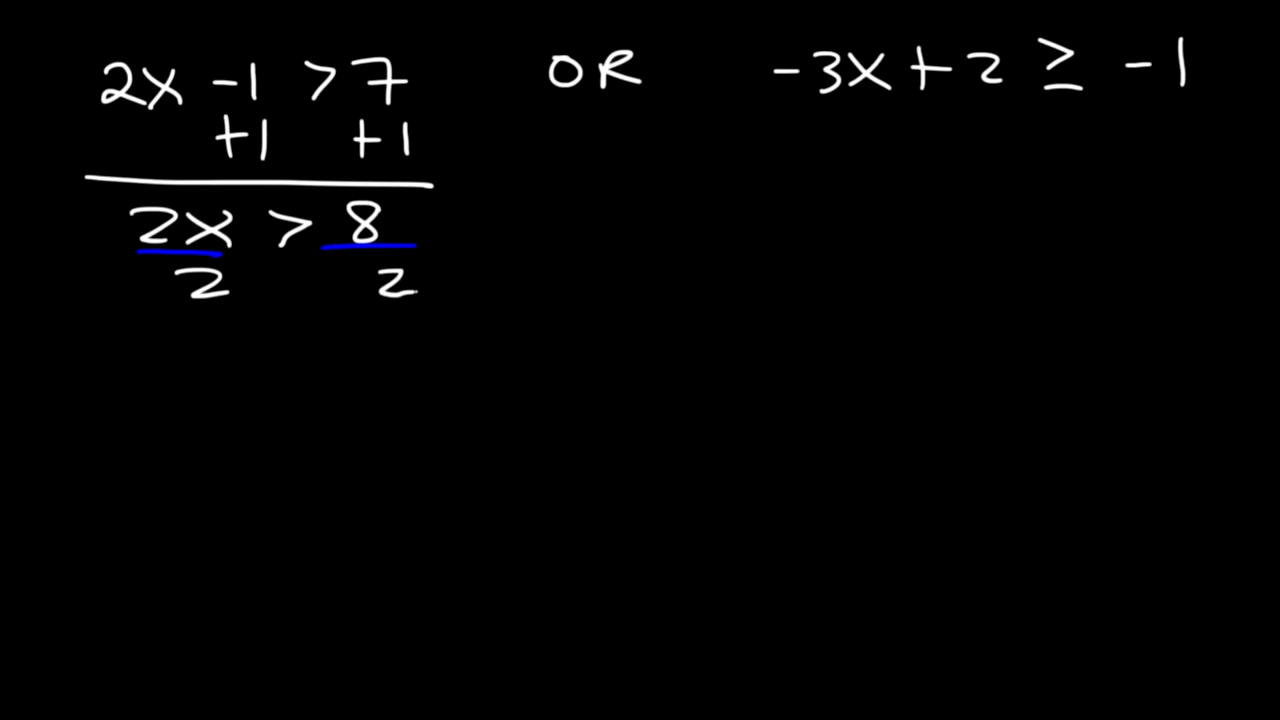 2x -1 > 7 OR -3x + 2 ≥ -1
+1 +1
2x > 8
2 2